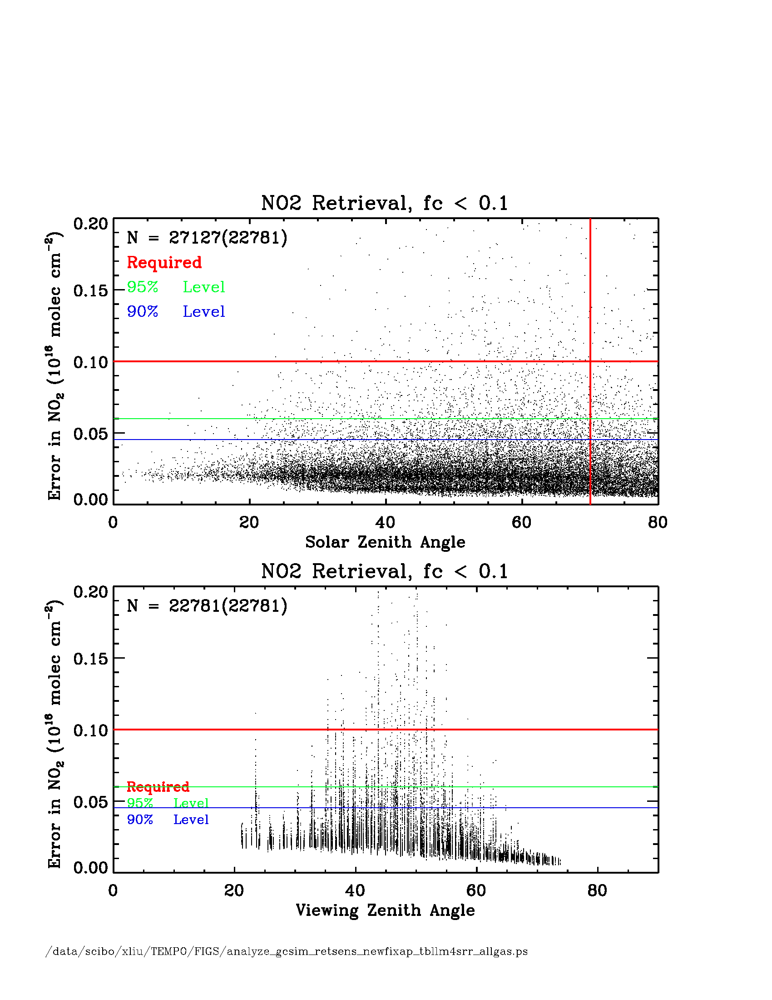 NO2 Retrieval, fc < 0.1
N = 27127(22781)
Required
95% Level
90% Level
0.20
0.15
0.10
0.05
0.00
Error in NO₂ (10¹⁶ molec cm⁻²)
0 20 40 60 80
Solar Zenith Angle
NO2 Retrieval, fc < 0.1
N = 22781(22781)
Required
95% Level
90% Level
0.20
0.15
0.10
0.05
0.00
Error in NO₂ (10¹⁶ molec cm⁻²)
0 20 40 60 80
Viewing Zenith Angle
/data/scibo/xliu/TEMPO/FIGS/analyze_gcsim_retsens_newfixap_tbllm4srr_allgas.ps